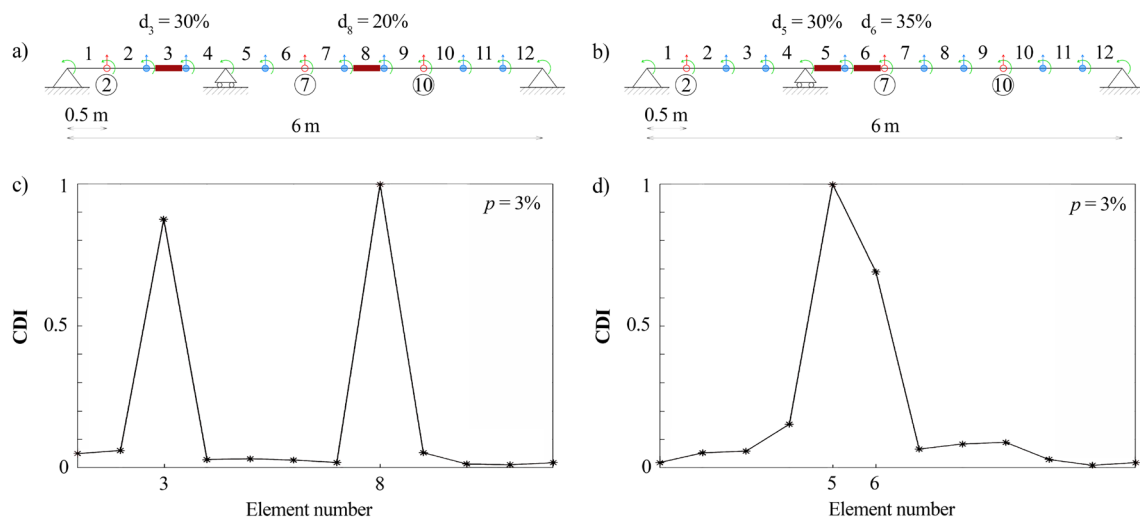 a)
d3 = 30%
d8 = 20%
1 2 3 4 5 6 7 8 9 10 11 12
2 7 10
0.5 m
6 m
b)
d5 = 30%
d6 = 35%
1 2 3 4 5 6 7 8 9 10 11 12
2 7 10
0.5 m
6 m
c)
1
p = 3%
CDI
0.5
0
3 8
Element number
d)
1
p = 3%
CDI
0.5
0
5 6
Element number